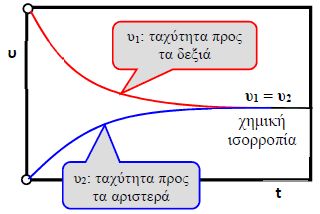 υ₁: ταχύτητα προς
τα δεξιά
υ
υ₁ = υ₂
χημική
ισορροπία
υ₂: ταχύτητα προς
τα αριστερά
t